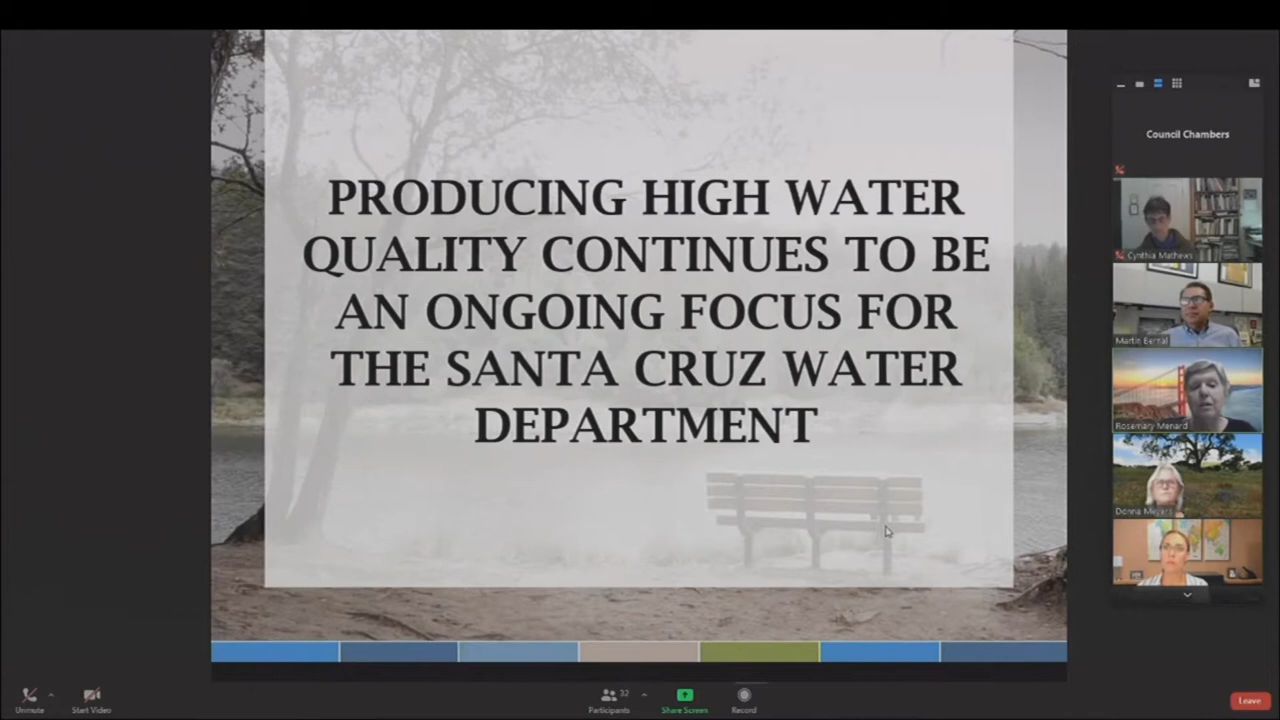 PRODUCING HIGH WATER
QUALITY CONTINUES TO BE
AN ONGOING FOCUS FOR
THE SANTA CRUZ WATER
DEPARTMENT
Council Chambers
Cynthia Mathews
Martin Bernal
Rosemary Menard
Donna Meyers
Unmute
Start Video
32
Participants
Share Screen
Record
Leave